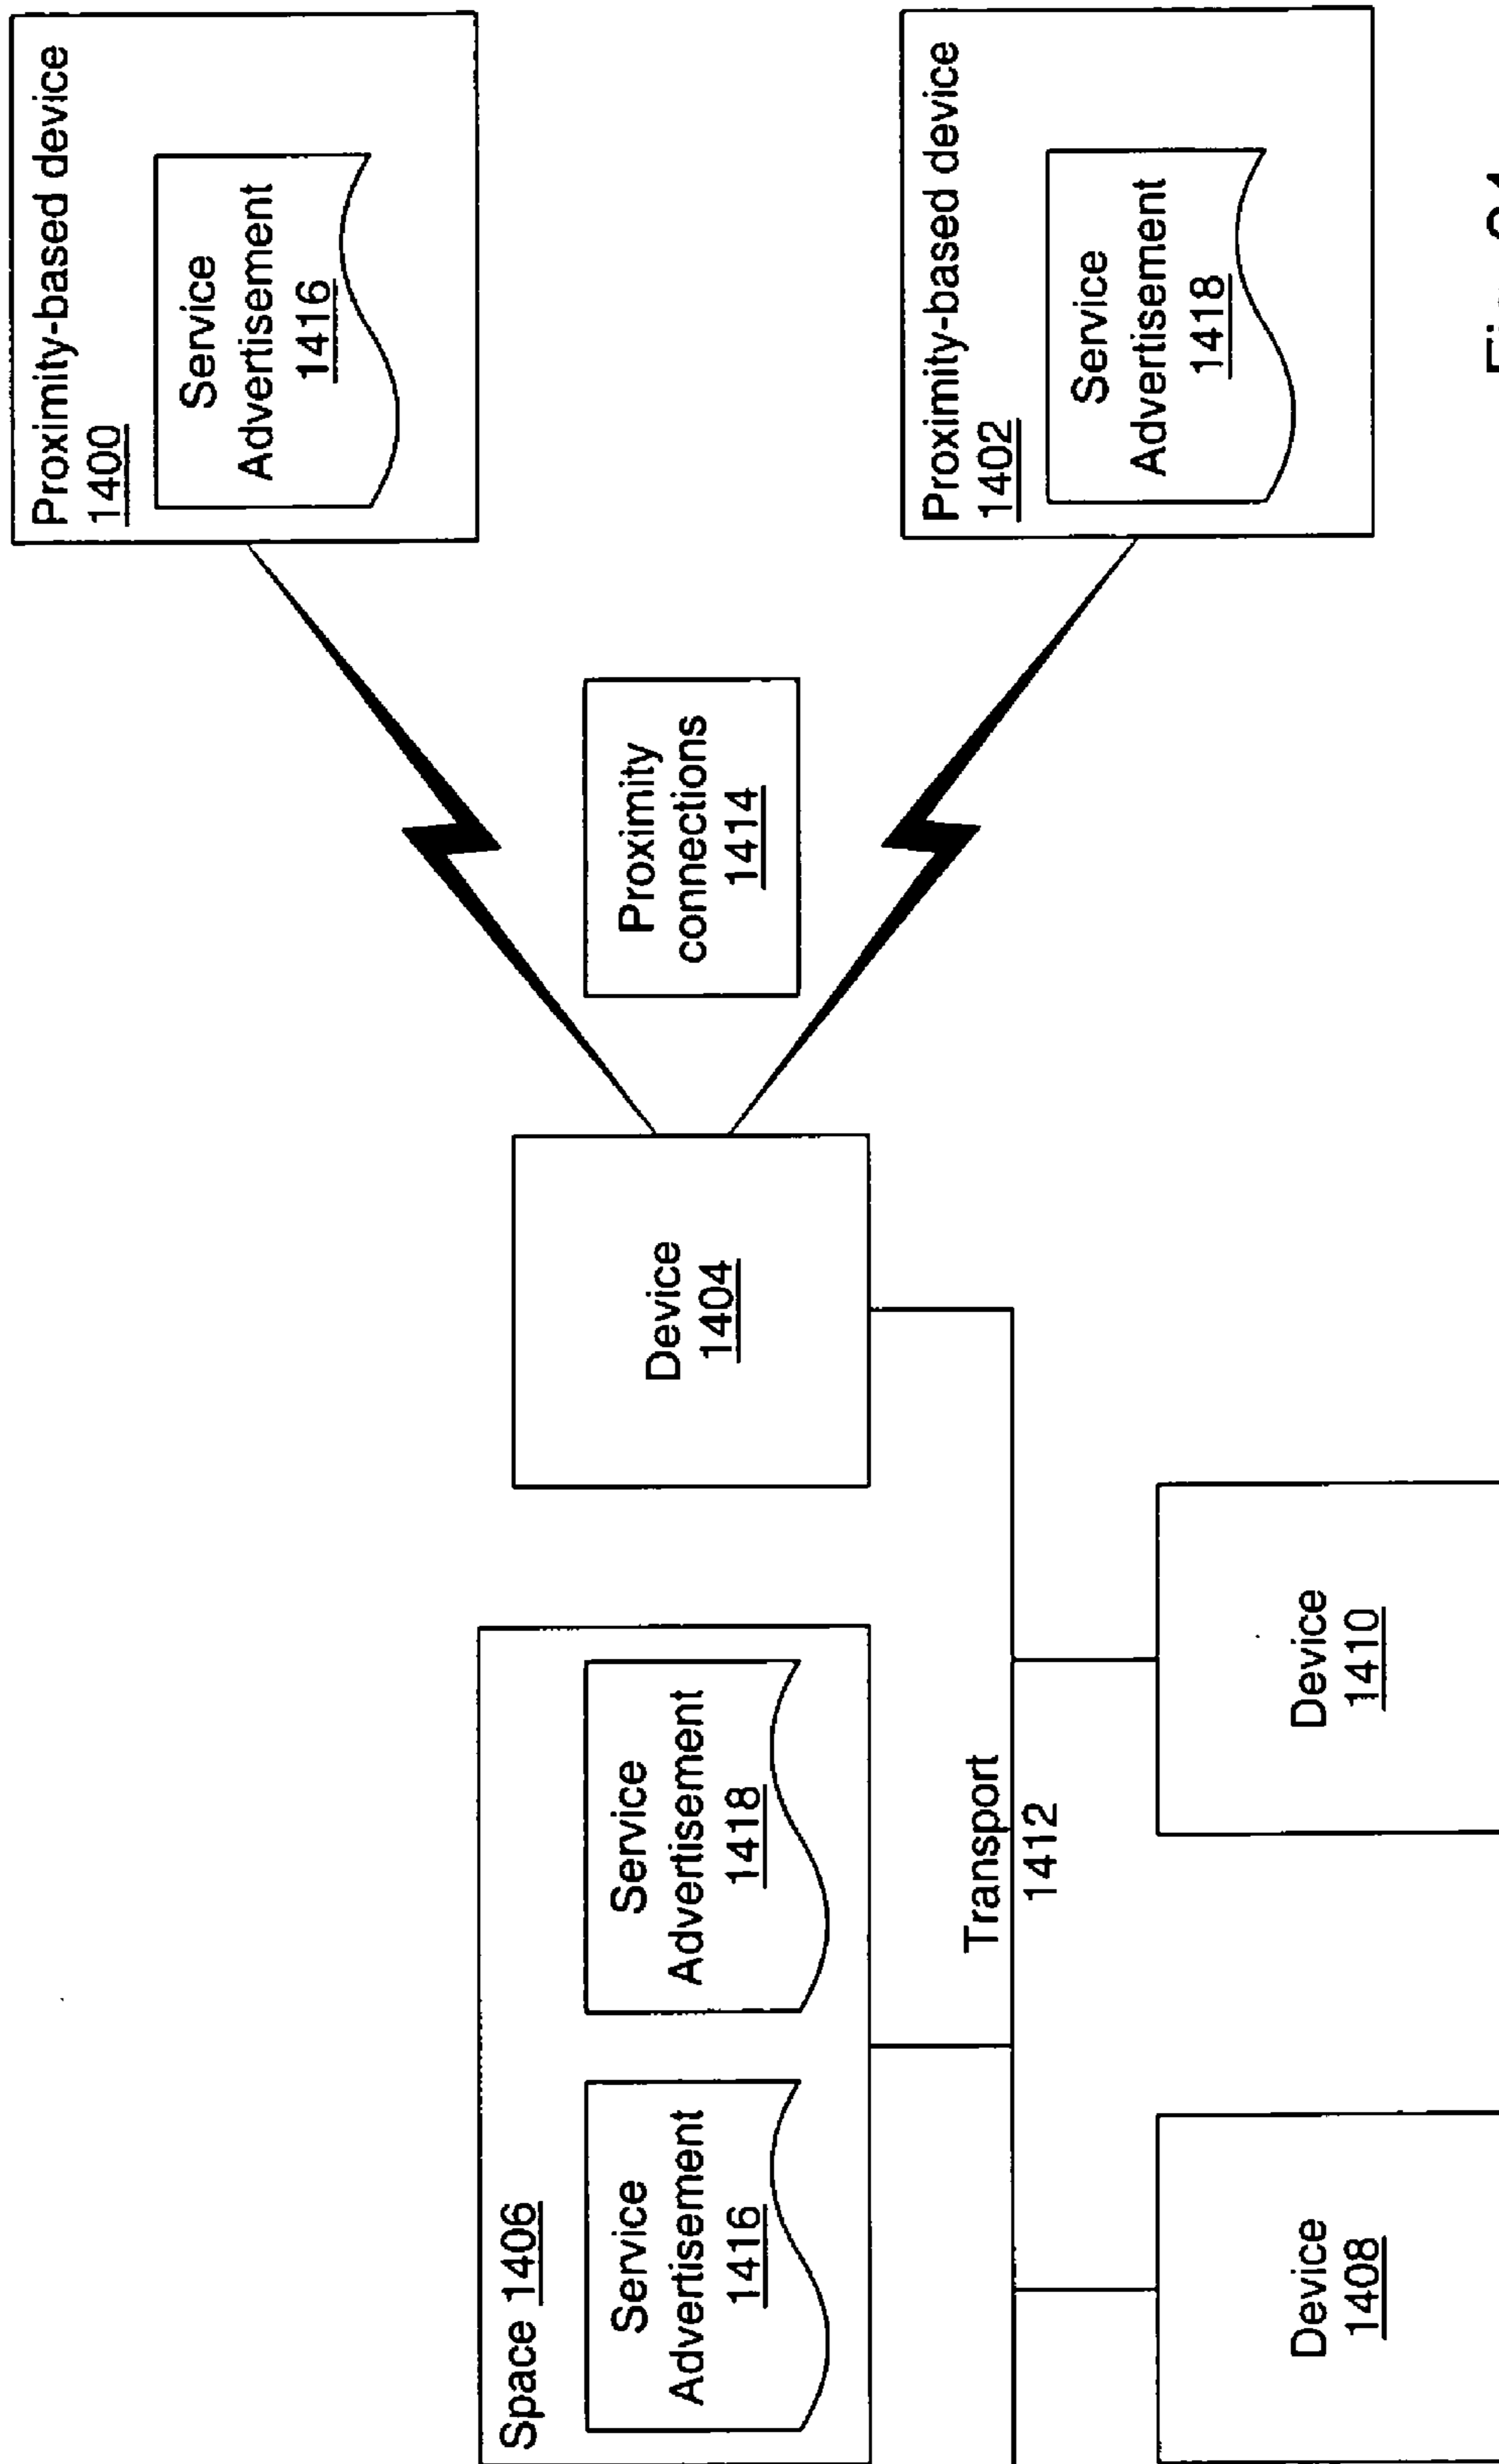 Proximity-based device
1400
Service
Advertisement
1416
Space 1406
Service
Advertisement
1416
Service
Advertisement
1418
Device
1404
Proximity
connections
1414
Proximity-based device
1402
Service
Advertisement
1418
Transport
1412
Device
1408
Device
1410